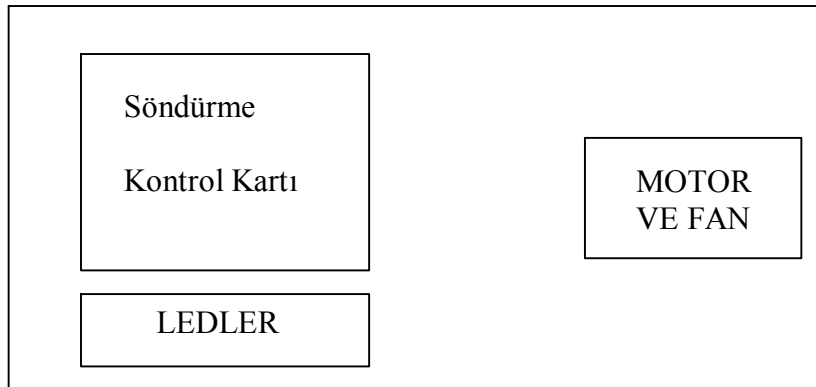 Söndürme
Kontrol Kartı
MOTOR
VE FAN
LEDLER